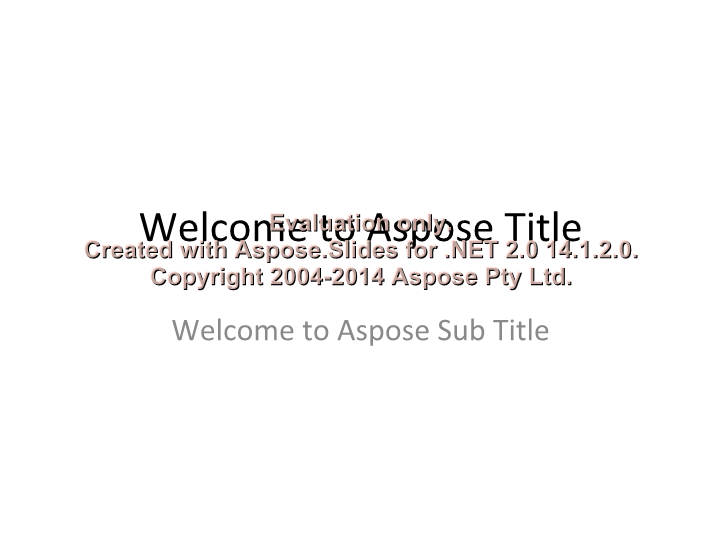 Welcome to Aspose Title
Evaluation only.
Created with Aspose.Slides for .NET 2.0 14.1.2.0.
Copyright 2004-2014 Aspose Pty Ltd.
Welcome to Aspose Sub Title